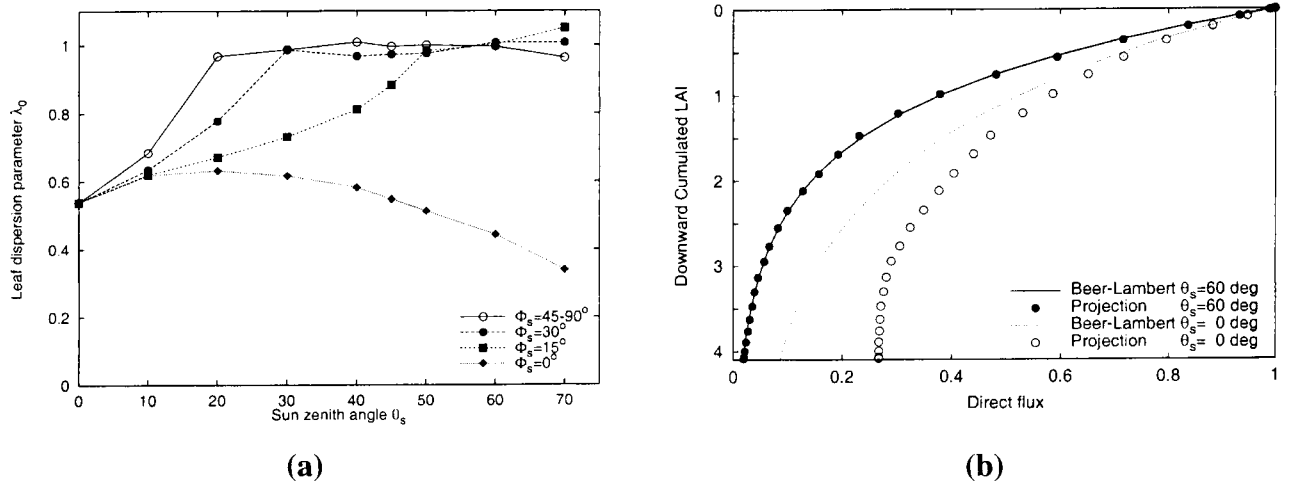 Leaf dispersion parameter λ₀
1
0.8
0.6
0.4
0.2
0
0 10 20 30 40 50 60 70
Sun zenith angle θₛ
Φₛ=45-90°
Φₛ=30°
Φₛ=15°
Φₛ=0°
(a)
Downward Cumulated LAI
0
1
2
3
4
0 0.2 0.4 0.6 0.8 1
Direct flux
Beer-Lambert θₛ=60 deg
Projection θₛ=60 deg
Beer-Lambert θₛ= 0 deg
Projection θₛ= 0 deg
(b)